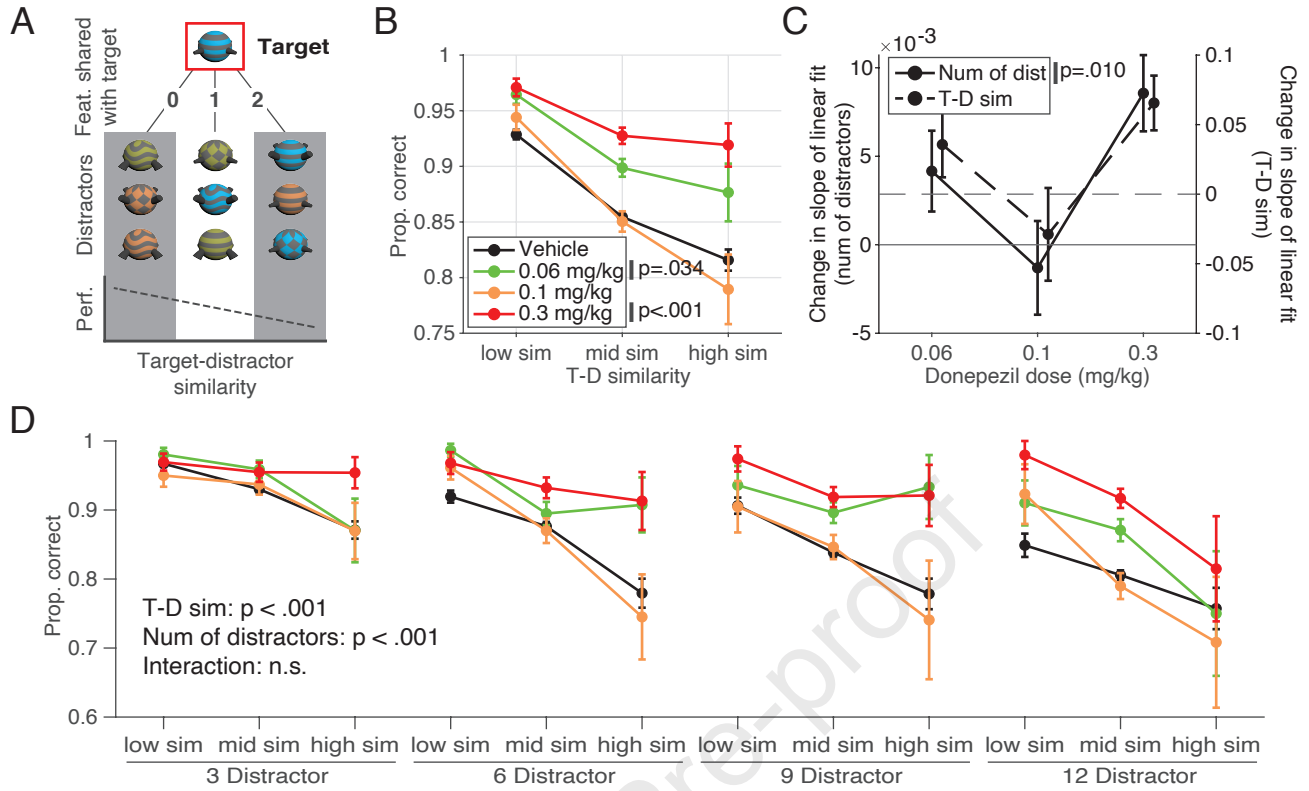 A
Feat. shared
with target
Target
0 1 2
Distractors
Perf.
Target-distractor
similarity
B
Prop. correct
1
0.95
0.9
0.85
0.8
0.75
Vehicle
0.06 mg/kg p=.034
0.1 mg/kg
0.3 mg/kg p<.001
low sim mid sim high sim
T-D similarity
C
×10-3
Change in slope of linear fit
(num of distractors)
10
5
0
-5
Num of dist p=.010
T-D sim
0.1
0.05
0
-0.05
-0.1
Change in slope of linear fit
(T-D sim)
0.06 0.1 0.3
Donepezil dose (mg/kg)
D
Prop. correct
1
0.9
0.8
0.7
0.6
T-D sim: p < .001
Num of distractors: p < .001
Interaction: n.s.
low sim mid sim high sim low sim mid sim high sim low sim mid sim high sim low sim mid sim high sim
3 Distractor 6 Distractor 9 Distractor 12 Distractor
re-proof